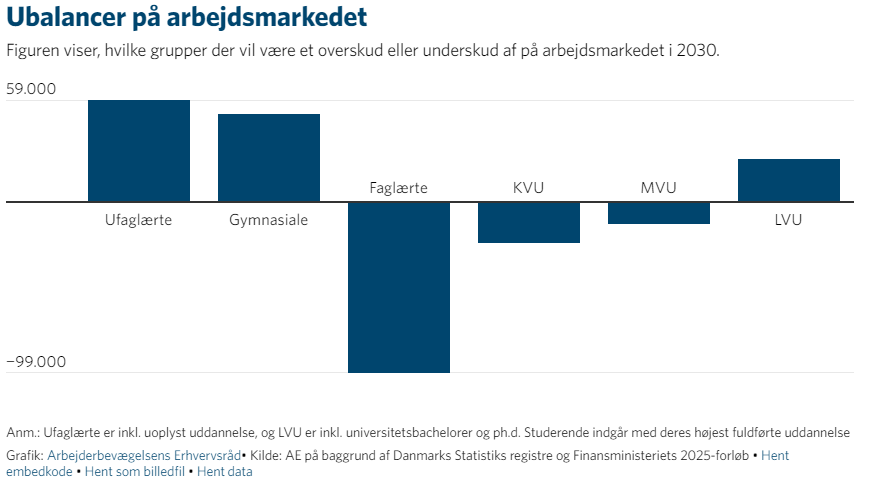 Ubalancer på arbejdsmarkedet
Figuren viser, hvilke grupper der vil være et overskud eller underskud af på arbejdsmarkedet i 2030.
59.000
Faglærte
KVU
MVU
Ufaglærte
Gymnasiale
LVU
−99.000
Anm.: Ufaglærte er inkl. uoplyst uddannelse, og LVU er inkl. universitetsbachelorer og ph.d. Studerende indgår med deres højest fuldførte uddannelse
Grafik: Arbejderbevægelsens Erhvervsråd• Kilde: AE på baggrund af Danmarks Statistiks registre og Finansministeriets 2025-forløb • Hent
embedkode • Hent som billedfil • Hent data